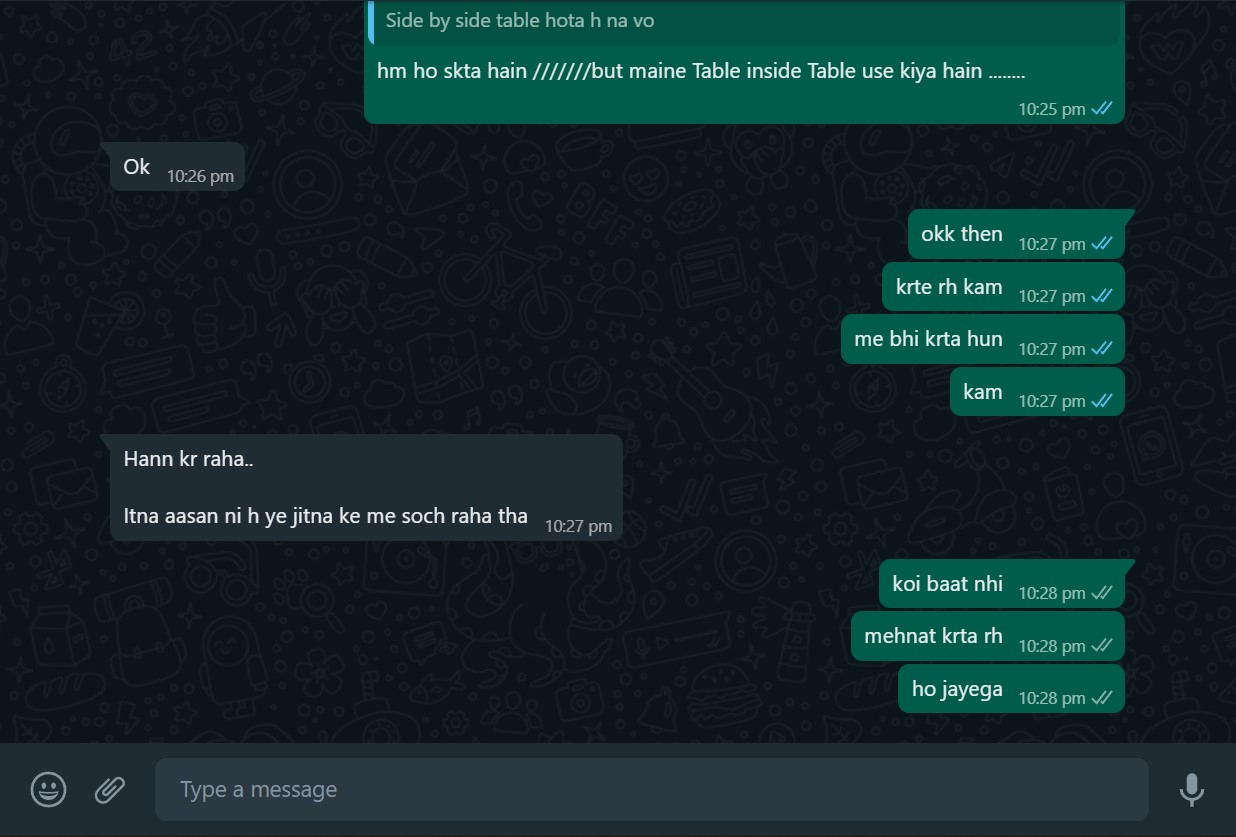 Side by side table hota h na vo
hm ho skta hain ///////but maine Table inside Table use kiya hain ........
10:25 pm
Ok 10:26 pm
okk then 10:27 pm
krte rh kam 10:27 pm
me bhi krta hun 10:27 pm
kam 10:27 pm
Hann kr raha..
Itna aasan ni h ye jitna ke me soch raha tha 10:27 pm
koi baat nhi 10:28 pm
mehnat krta rh 10:28 pm
ho jayega 10:28 pm
Type a message